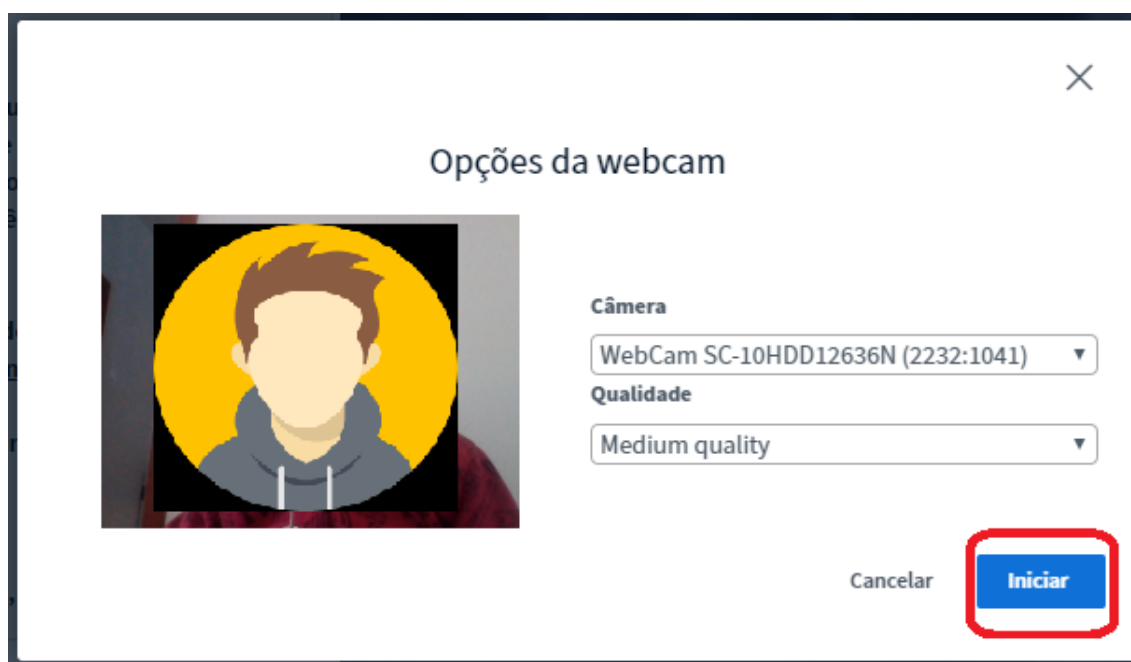 Opções da webcam
Câmera
WebCam SC-10HDD12636N (2232:1041)
Qualidade
Medium quality
Cancelar
Iniciar